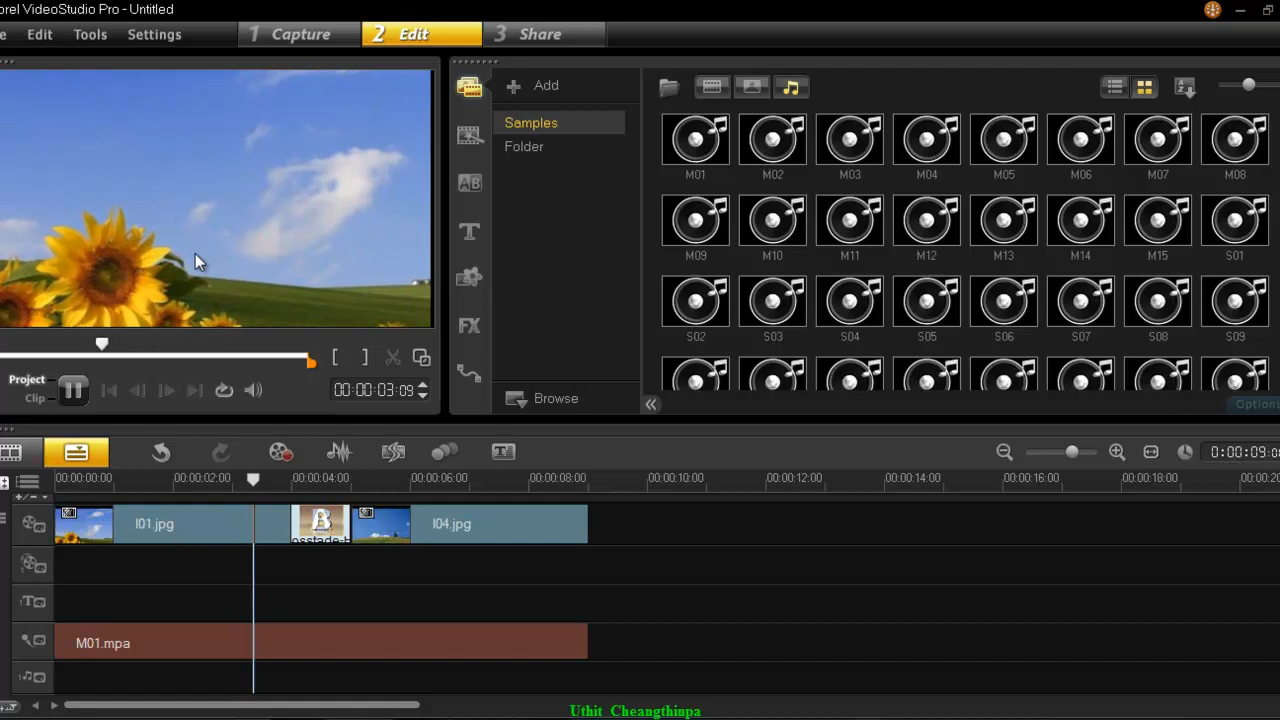 orel VideoStudio Pro - Untitled
e Edit Tools Settings
1 Capture 2 Edit 3 Share
Add
Samples
Folder
M01 M02 M03 M04 M05 M06 M07 M08
M09 M10 M11 M12 M13 M14 M15 S01
S02 S03 S04 S05 S06 S07 S08 S09
Project
Clip
00:00:03:09
Browse
Options
0:00:09:0
00:00:00:00 00:00:02:00 00:00:04:00 00:00:06:00 00:00:08:00 00:00:10:00 00:00:12:00 00:00:14:00 00:00:16:00 00:00:18:00 00:00:20
I01.jpg
I04.jpg
M01.mpa
Uthit Cheangthinpa